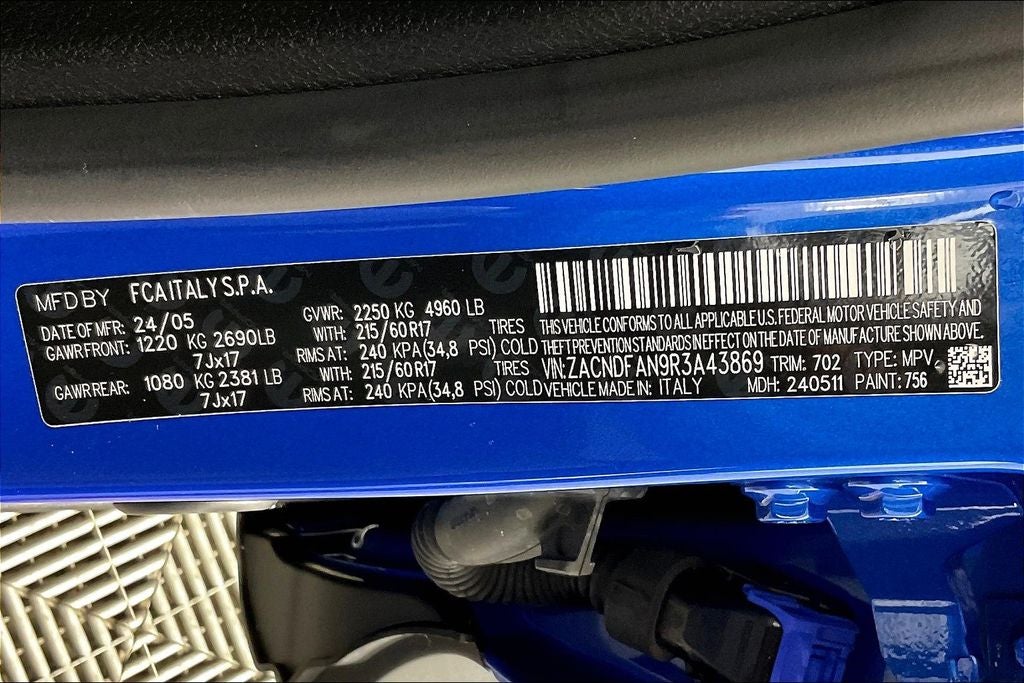 MFD BY FCA ITALY S.P.A.
DATE OF MFR: 24/05 GVWR: 2250 KG 4960 LB
GAWR FRONT: 1220 KG 2690LB WITH: 215/60 R17 TIRES
7Jx17 RIMS AT: 240 KPA(34,8 PSI) COLD
GAWR REAR: 1080 KG 2381 LB WITH: 215/60R17 TIRES
7Jx17 RIMS AT: 240 KPA(34,8 PSI) COLD
THIS VEHICLE CONFORMS TO ALL APPLICABLE U.S. FEDERAL MOTOR VEHICLE SAFETY AND
THEFT PREVENTION STANDARDS IN EFFECT ON THE DATE OF MANUFACTURE SHOWN ABOVE.
VIN: ZACNDFAN9R3A43869 TRIM: 702 TYPE: MPV
VEHICLE MADE IN: ITALY MDH: 240511 PAINT: 756